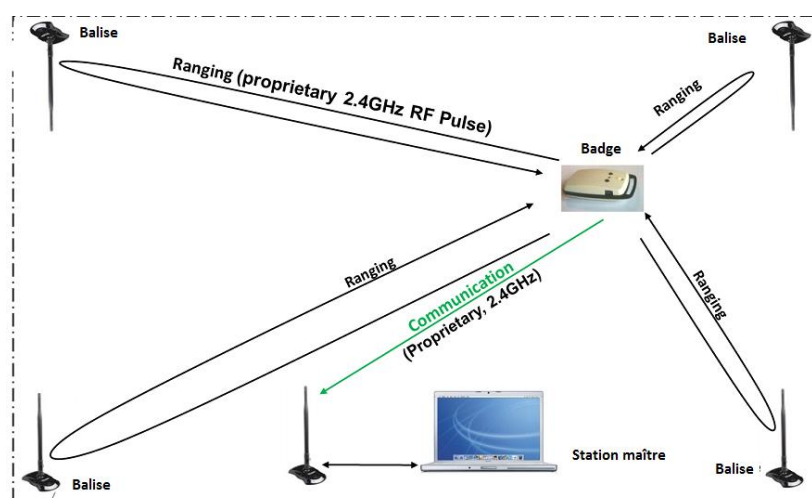 Balise
Balise
Ranging (proprietary 2.4GHz RF Pulse)
Ranging
Badge
Ranging
Communication
(Proprietary, 2.4GHz)
Ranging
Station maître
Balise
Balise